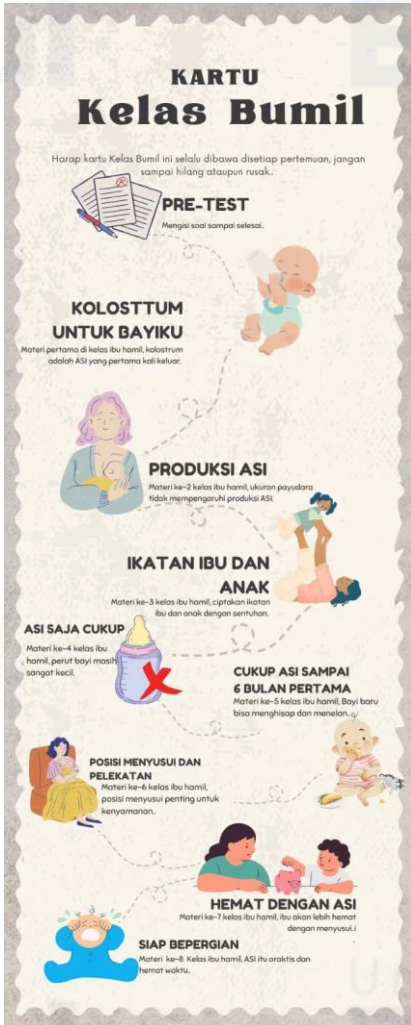 KARTU
Kelas Bumil
Harap kartu Kelas Bumil ini selalu dibawa disetiap pertemuan, jangan
sampai hilang ataupun rusak..
PRE-TEST
Mengisi soal sampai selesai..
KOLOSTTUM
UNTUK BAYIKU
Materi pertama di kelas ibu hamil, kolostrum
adalah ASI yang pertama kali keluar.
PRODUKSI ASI
Materi ke-2 kelas ibu hamil, ukuran payudara
tidak mempengaruhi produksi ASI.
IKATAN IBU DAN
ANAK
Materi ke-3 kelas ibu hamil, ciptakan ikatan
ibu dan anak dengan sentuhan.
ASI SAJA CUKUP
Materi ke-4 kelas ibu
hamil, perut bayi masih
sangat kecil.
CUKUP ASI SAMPAI
6 BULAN PERTAMA
Materi ke-5 kelas ibu hamil, Bayi baru
bisa menghisap dan menelan..
POSISI MENYUSUI DAN
PELEKATAN
Materi ke-6 kelas ibu hamil,
posisi menyusui penting untuk
kenyamanan..
HEMAT DENGAN ASI
Materi ke-7 kelas ibu hamil, ibu akan lebih hemat
dengan menyusui.i
SIAP BEPERGIAN
Materi ke-8 Kelas ibu hamil, ASI itu oraktis dan
hemat waktu..